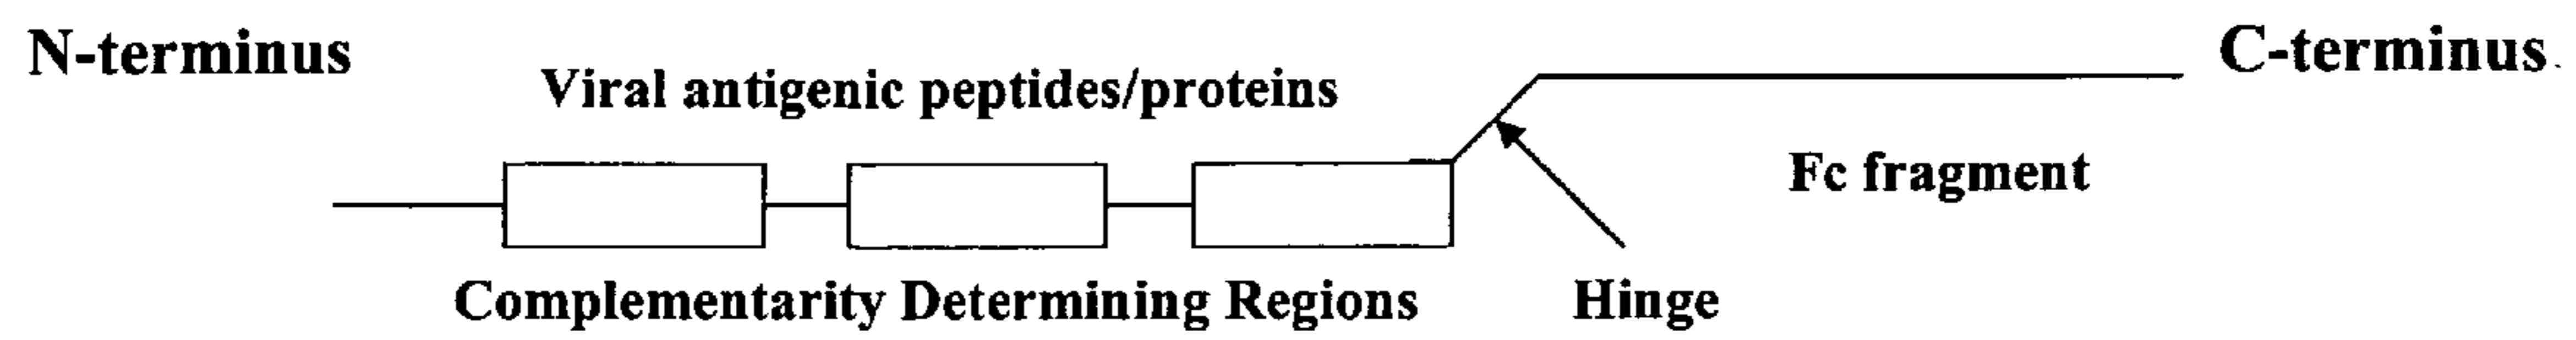 N-terminus
C-terminus
Viral antigenic peptides/proteins
Fc fragment
Complementarity Determining Regions
Hinge